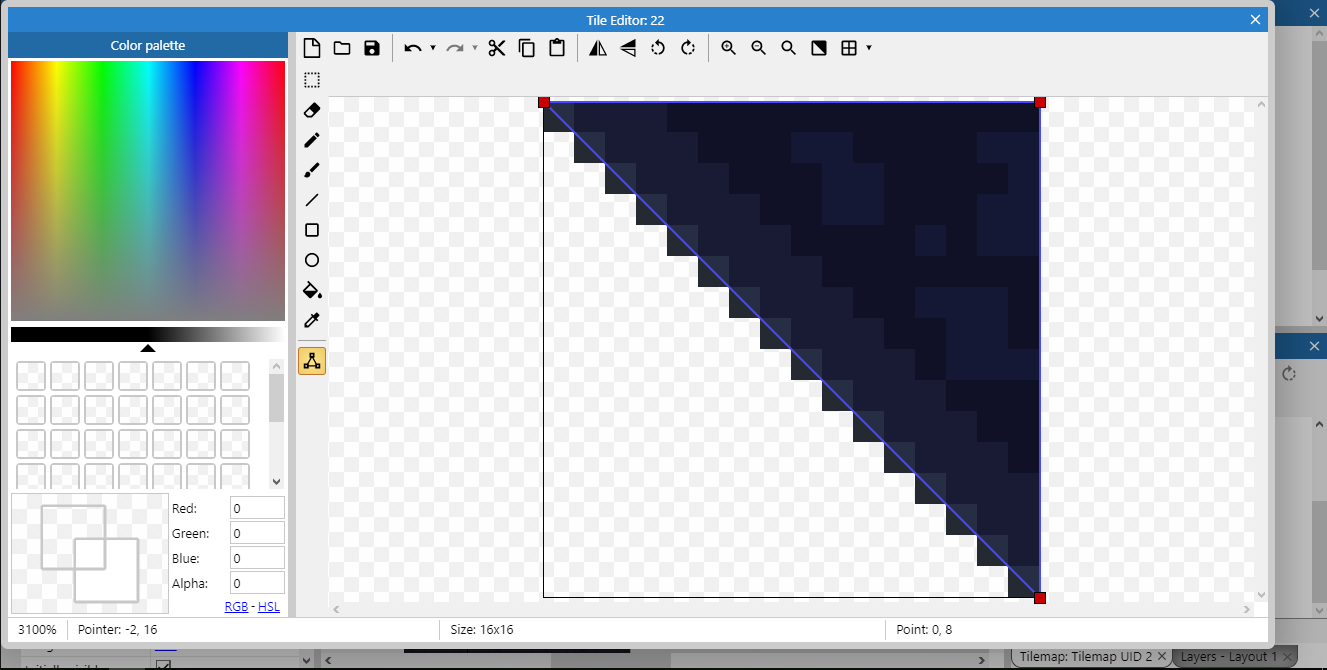 Tile Editor: 22
Color palette
Red: 0
Green: 0
Blue: 0
Alpha: 0
RGB - HSL
3100%
Pointer: -2, 16
Size: 16x16
Point: 0, 8
Tilemap: Tilemap UID 2
Layers - Layout 1